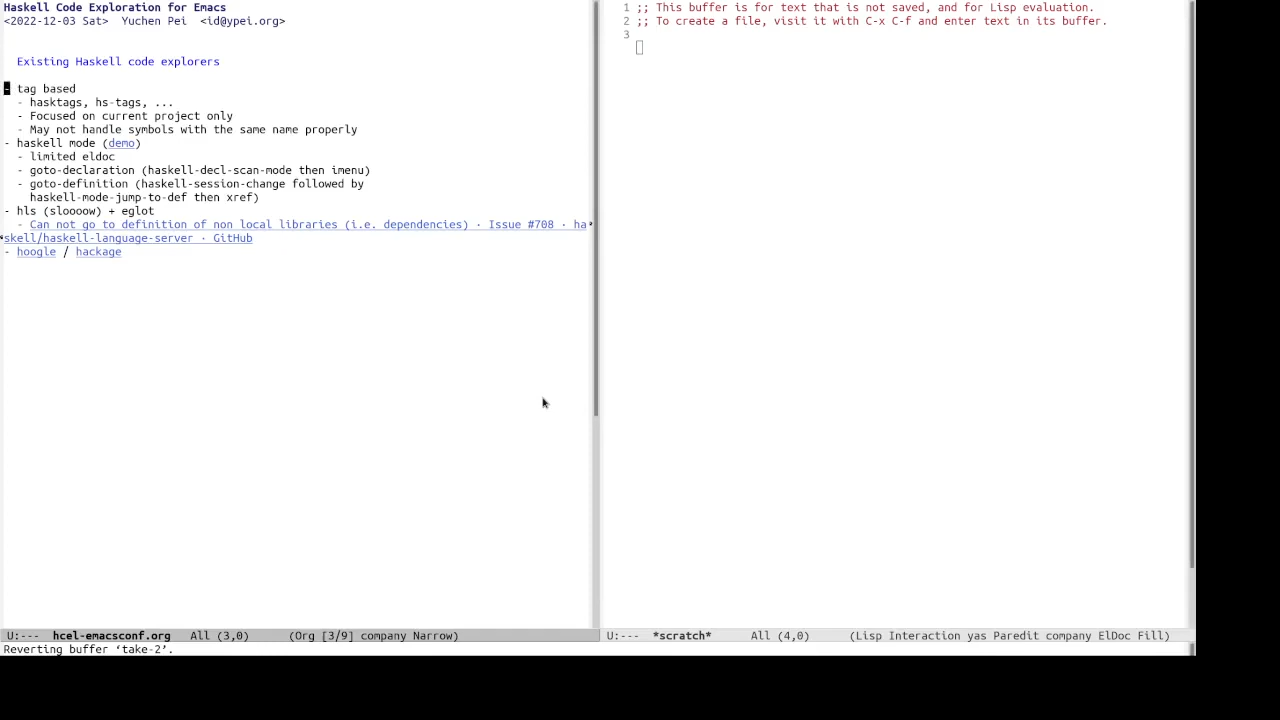 Haskell Code Exploration for Emacs
<2022-12-03 Sat>  Yuchen Pei  <id@ypei.org>
Existing Haskell code explorers
- tag based
- hasktags, hs-tags, ...
- Focused on current project only
- May not handle symbols with the same name properly
- haskell mode (demo)
- limited eldoc
- goto-declaration (haskell-decl-scan-mode then imenu)
- goto-definition (haskell-session-change followed by
haskell-mode-jump-to-def then xref)
- hls (sloooow) + eglot
- Can not go to definition of non local libraries (i.e. dependencies) · Issue #708 · ha
skell/haskell-language-server · GitHub
- hoogle / hackage
U:---  hcel-emacsconf.org   All (3,0)      (Org [3/9] company Narrow)
Reverting buffer ‘take-2’.
1 ;; This buffer is for text that is not saved, and for Lisp evaluation.
2 ;; To create a file, visit it with C-x C-f and enter text in its buffer.
3
U:---  *scratch*      All (4,0)      (Lisp Interaction yas Paredit company ElDoc Fill)